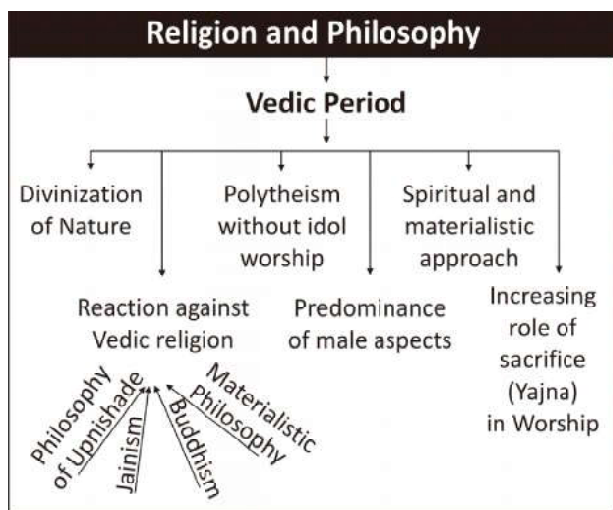 Religion and Philosophy
Vedic Period
Divinization
of Nature
Polytheism
without idol
worship
Spiritual and
materialistic
approach
Reaction against
Vedic religion
Predominance
of male aspects
Increasing
role of
sacrifice
(Yajna)
in Worship
Philosophy
of Upnishade
Jainism
Buddhism
Materialistic
Philosophy